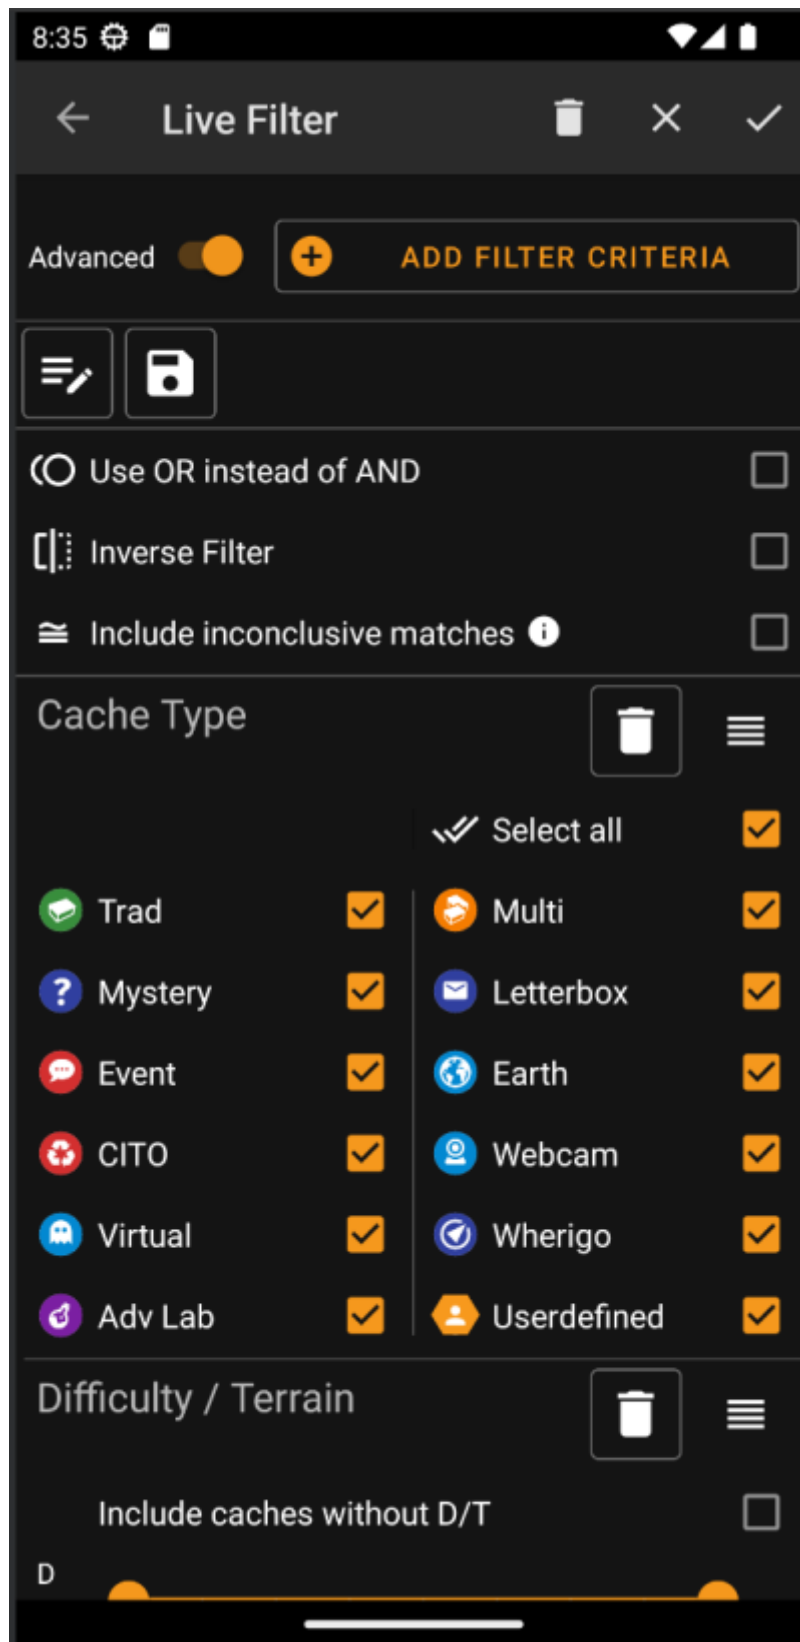 8:35
Live Filter
Advanced
ADD FILTER CRITERIA
Use OR instead of AND
Inverse Filter
Include inconclusive matches
Cache Type
Select all
Trad
Multi
Mystery
Letterbox
Event
Earth
CITO
Webcam
Virtual
Wherigo
Adv Lab
Userdefined
Difficulty / Terrain
Include caches without D/T
D